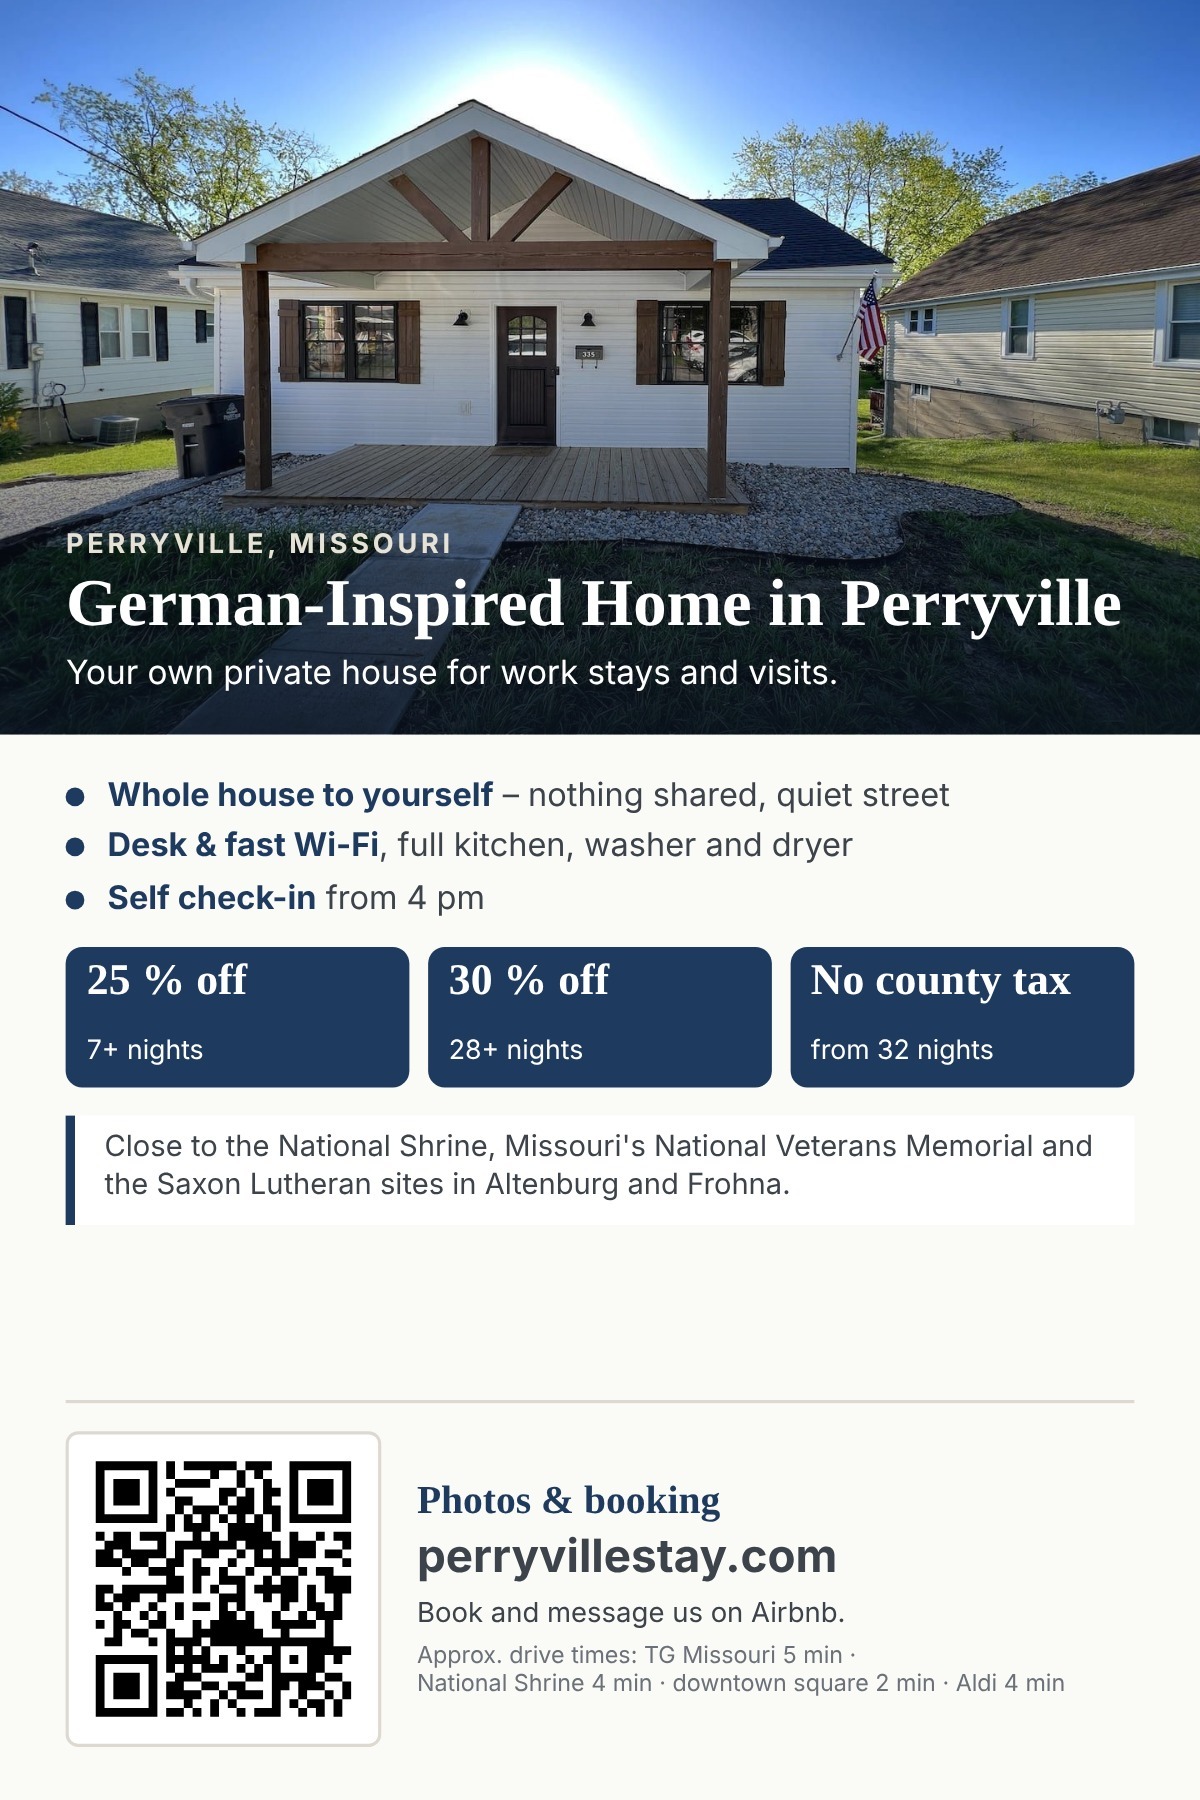 335
PERRYVILLE, MISSOURI
German-Inspired Home in Perryville
Your own private house for work stays and visits.
Whole house to yourself – nothing shared, quiet street
Desk & fast Wi-Fi, full kitchen, washer and dryer
Self check-in from 4 pm
25 % off
7+ nights
30 % off
28+ nights
No county tax
from 32 nights
Close to the National Shrine, Missouri's National Veterans Memorial and
the Saxon Lutheran sites in Altenburg and Frohna.
Photos & booking
perryvillestay.com
Book and message us on Airbnb.
Approx. drive times: TG Missouri 5 min ·
National Shrine 4 min · downtown square 2 min · Aldi 4 min